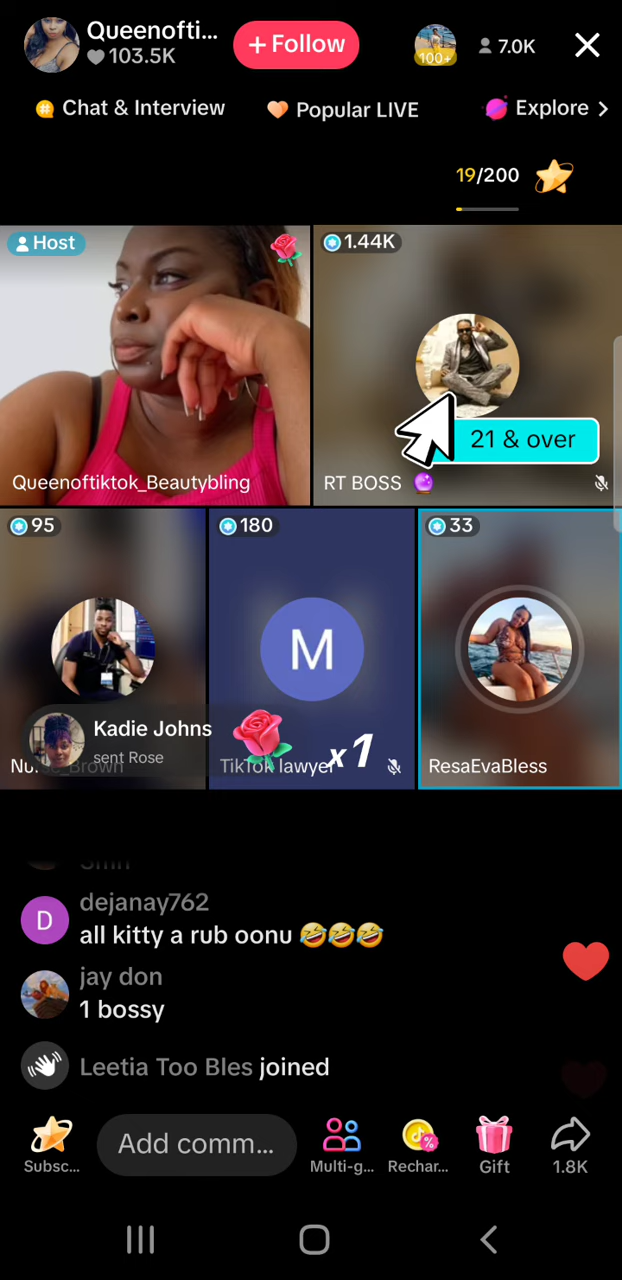 Queenofti...
103.5K
+ Follow
100+
7.0K
Chat & Interview
Popular LIVE
Explore >
19/200
Host
1.44K
21 & over
Queenoftiktok_Beautybling
RT BOSS
95
180
33
M
Kadie Johns
sent Rose
x1
Nurse_Brown
TikTok lawyer
ResaEvaBless
D
dejanay762
all kitty a rub oonu 🤣🤣🤣
jay don
1 bossy
Leetia Too Bles joined
Subsc...
Add comm...
Multi-g...
Rechar...
Gift
1.8K